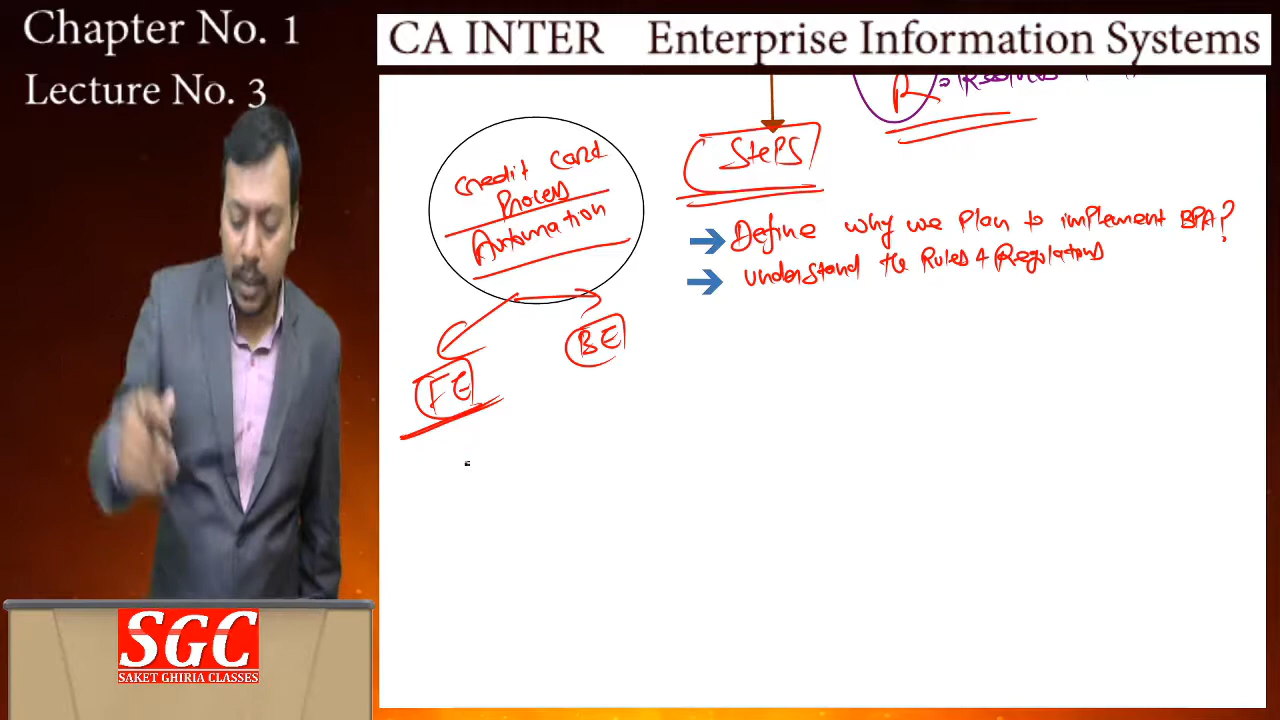 Chapter No. 1
Lecture No. 3
CA INTER Enterprise Information Systems
R
Credit Card
Process
Automation
FE
BE
Steps
Define why we Plan to implement BPA?
understand the Rules & Regulations
SGC
SAKET GHIRIA CLASSES